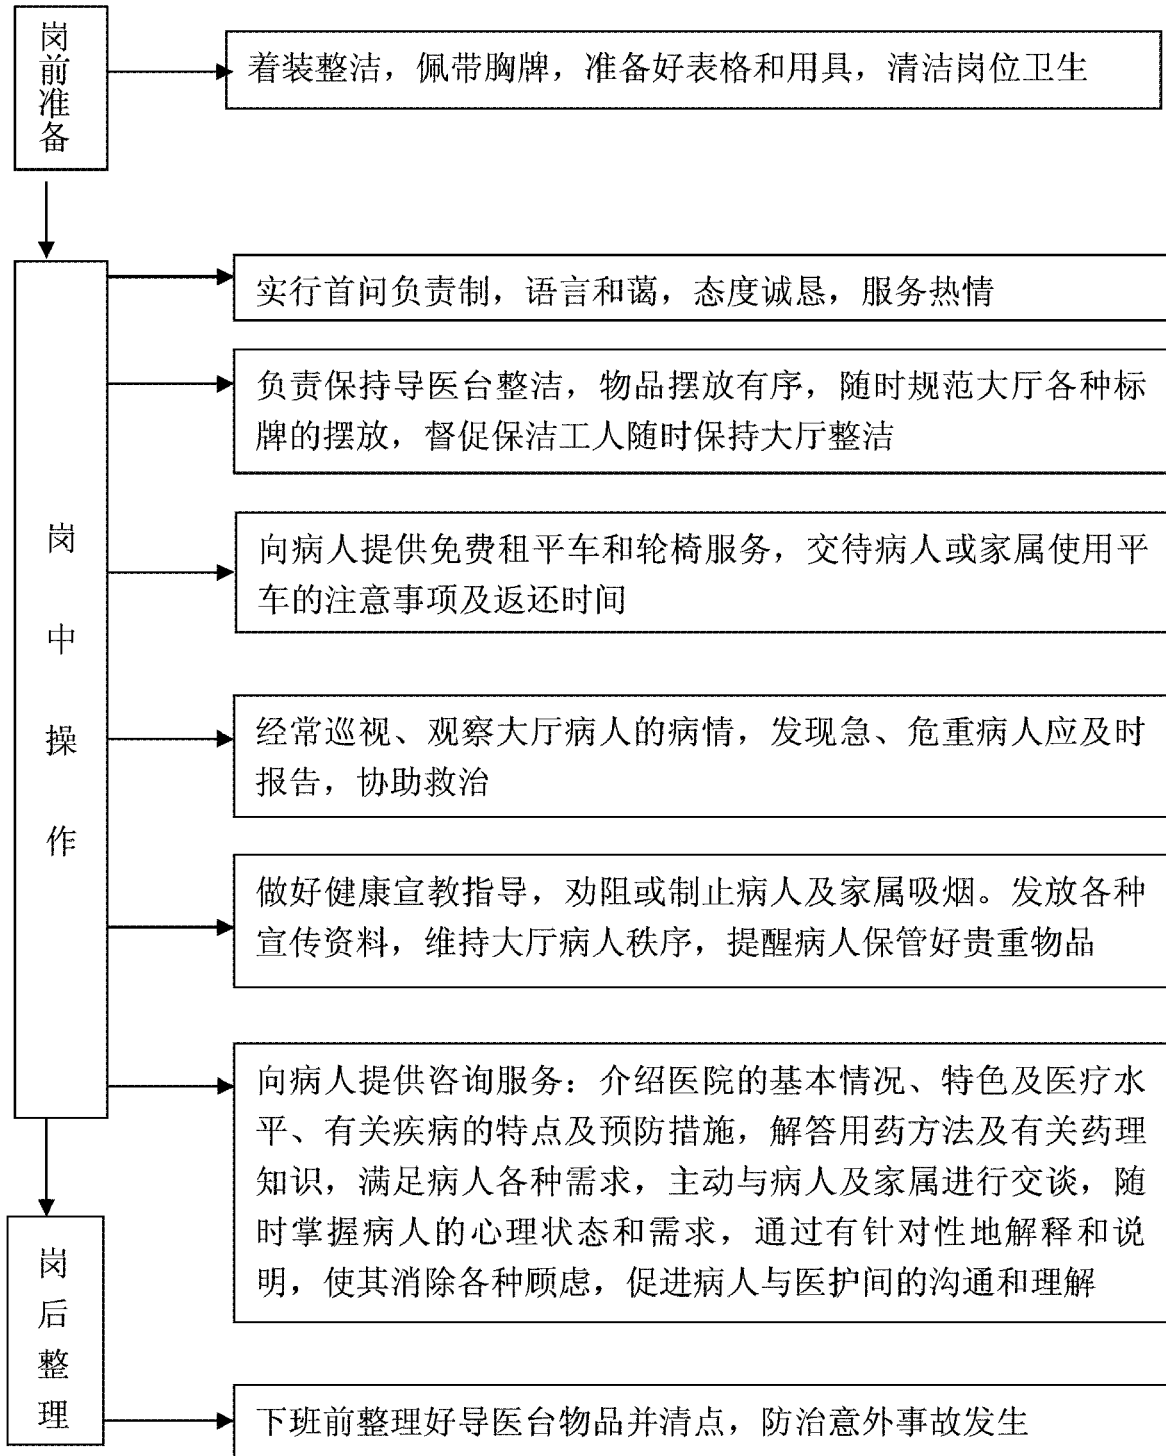 岗前准备
着装整洁，佩带胸牌，准备好表格和用具，清洁岗位卫生
岗中操作
实行首问负责制，语言和蔼，态度诚恳，服务热情
负责保持导医台整洁，物品摆放有序，随时规范大厅各种标
牌的摆放，督促保洁工人随时保持大厅整洁
向病人提供免费租平车和轮椅服务，交待病人或家属使用平
车的注意事项及返还时间
经常巡视、观察大厅病人的病情，发现急、危重病人应及时
报告，协助救治
做好健康宣教指导，劝阻或制止病人及家属吸烟。发放各种
宣传资料，维持大厅病人秩序，提醒病人保管好贵重物品
向病人提供咨询服务：介绍医院的基本情况、特色及医疗水
平、有关疾病的特点及预防措施，解答用药方法及有关药理
知识，满足病人各种需求，主动与病人及家属进行交谈，随
时掌握病人的心理状态和需求，通过有针对性地解释和说
明，使其消除各种顾虑，促进病人与医护间的沟通和理解
岗后整理
下班前整理好导医台物品并清点，防治意外事故发生